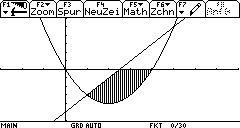 F1 F2 Zoom F3 Spur F4 NeuZei F5 Math F6 Zchn F7
MAIN GRD AUTO FKT 0/30